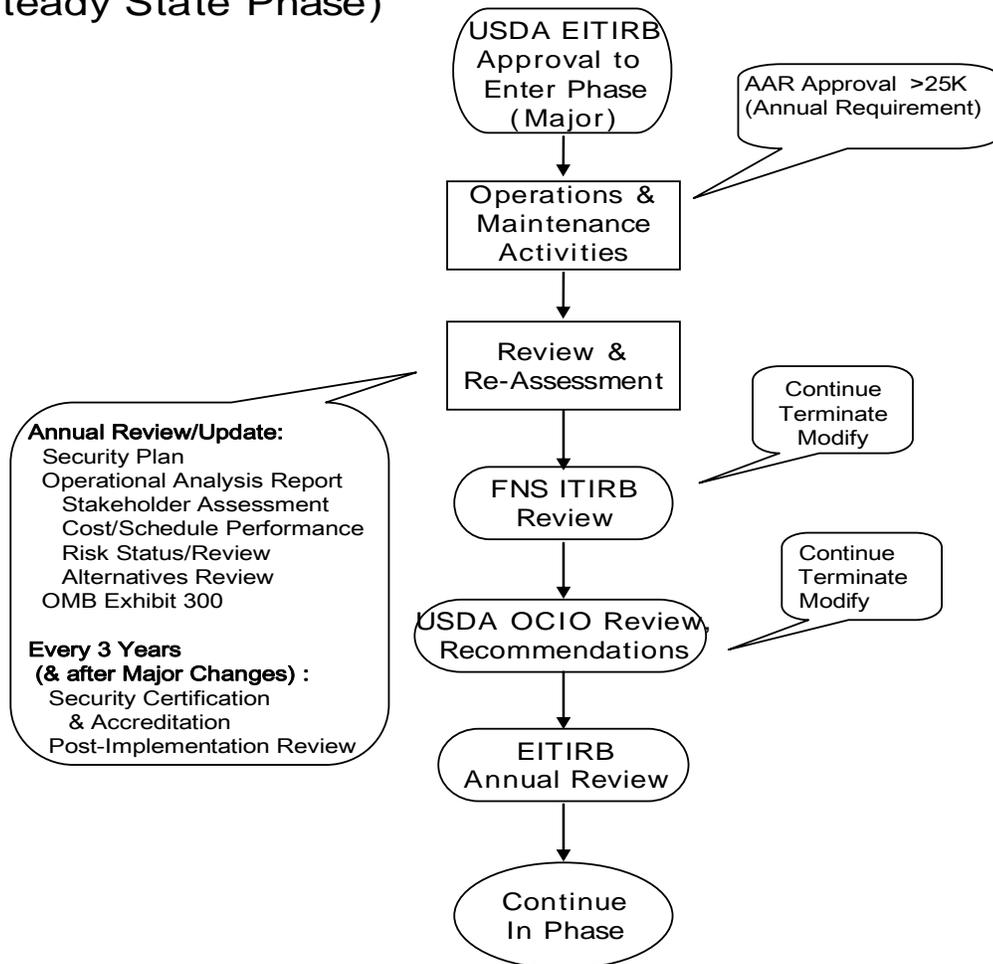 teady State Phase)
USDA EITIRB
Approval to
Enter Phase
(Major)
AAR Approval >25K
(Annual Requirement)
Operations &
Maintenance
Activities
Review &
Re-Assessment
Continue
Terminate
Modify
Annual Review/Update:
Security Plan
Operational Analysis Report
Stakeholder Assessment
Cost/Schedule Performance
Risk Status/Review
Alternatives Review
OMB Exhibit 300
Every 3 Years
(& after Major Changes) :
Security Certification
& Accreditation
Post-Implementation Review
FNS ITIRB
Review
Continue
Terminate
Modify
USDA OCIO Review,
Recommendations
EITIRB
Annual Review
Continue
In Phase